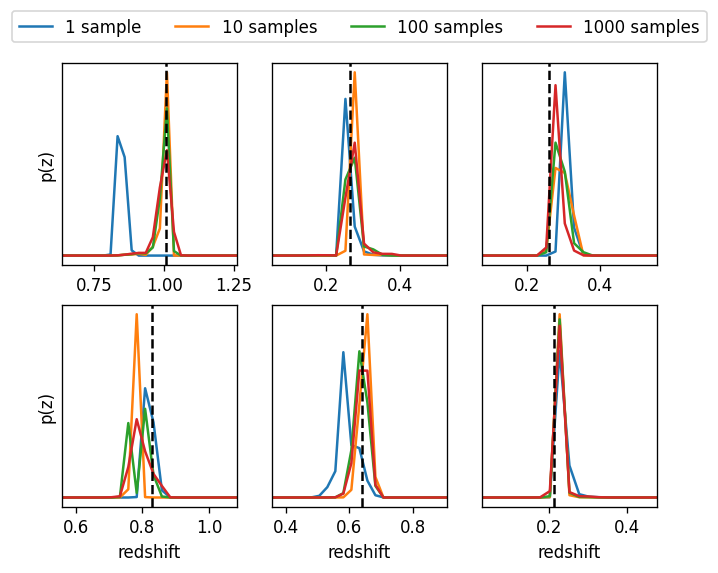 1 sample 10 samples 100 samples 1000 samples
p(z)
0.75 1.00 1.25 0.2 0.4 0.2 0.4
p(z)
0.6 0.8 1.0 0.4 0.6 0.8 0.2 0.4
redshift redshift redshift